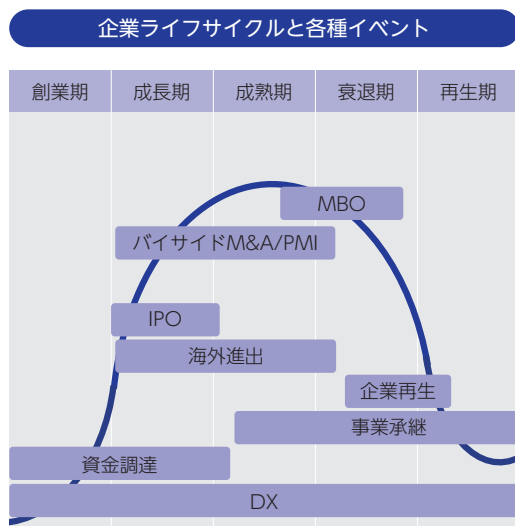 企業ライフサイクルと各種イベント
創業期
成長期
成熟期
衰退期
再生期
MBO
バイサイドM&A/PMI
IPO
海外進出
企業再生
事業承継
資金調達
DX